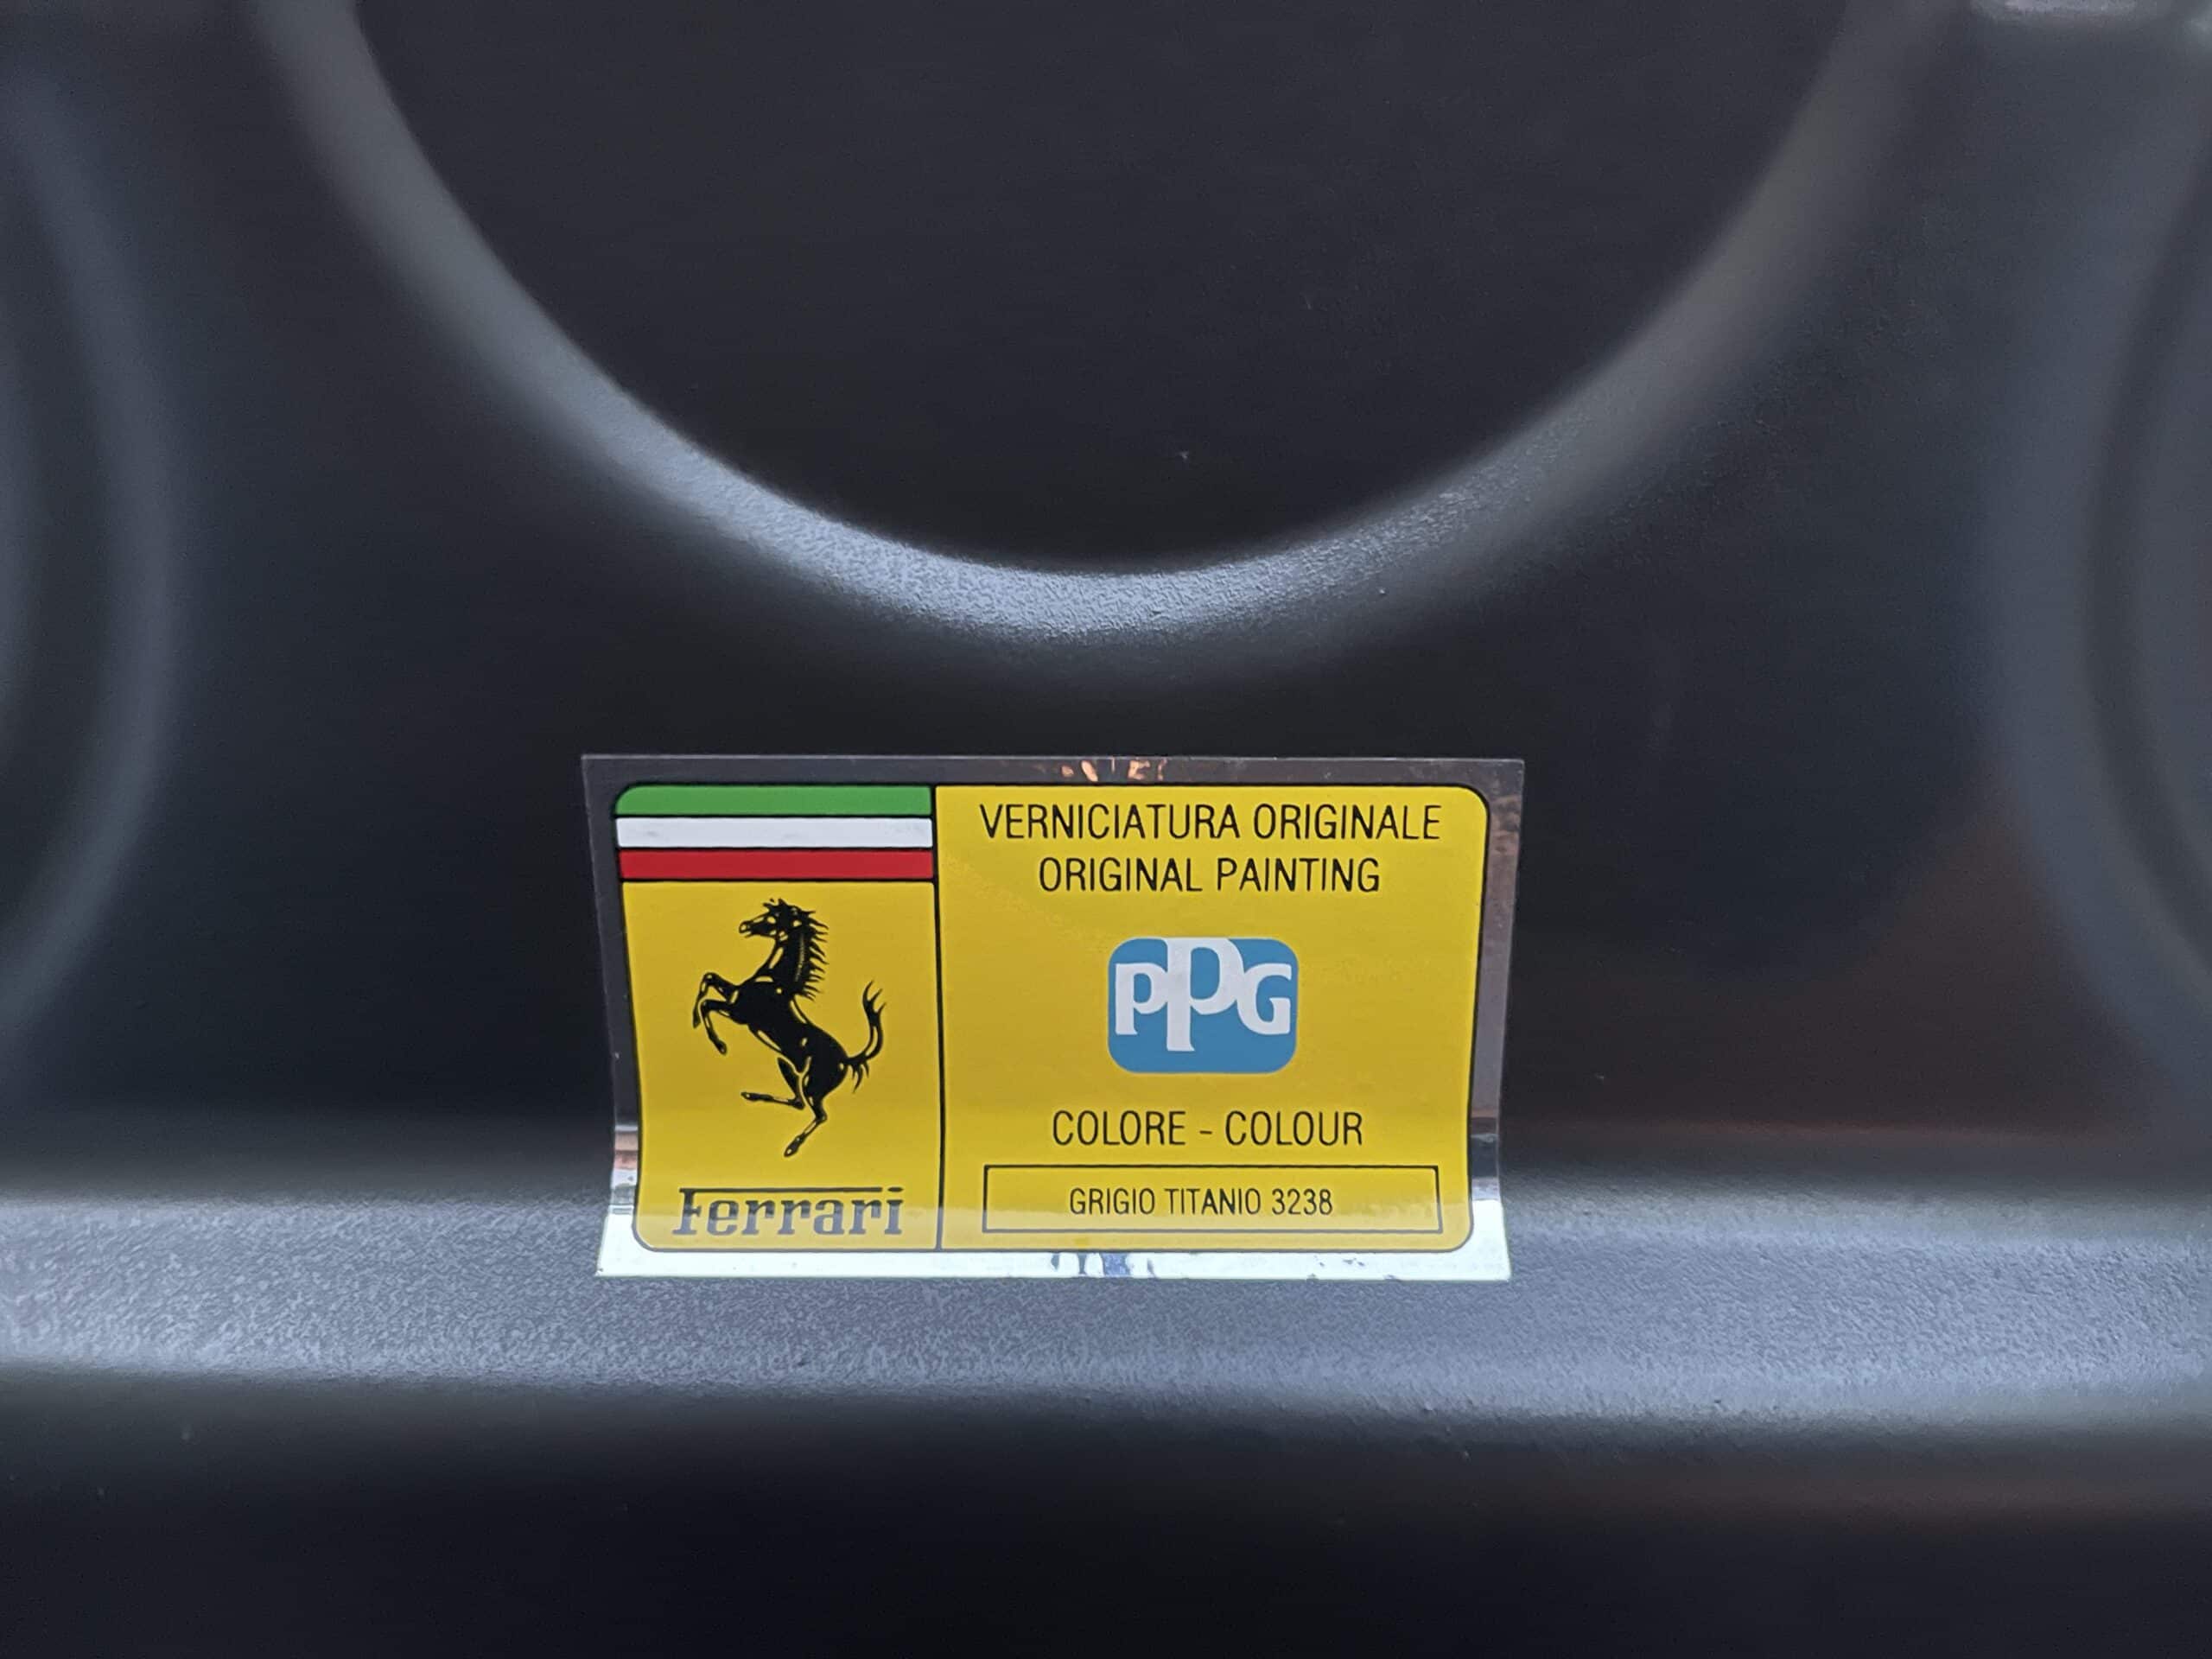 VERNICIATURA ORIGINALE
ORIGINAL PAINTING
PPG
COLORE - COLOUR
GRIGIO TITANIO 3238
Ferrari